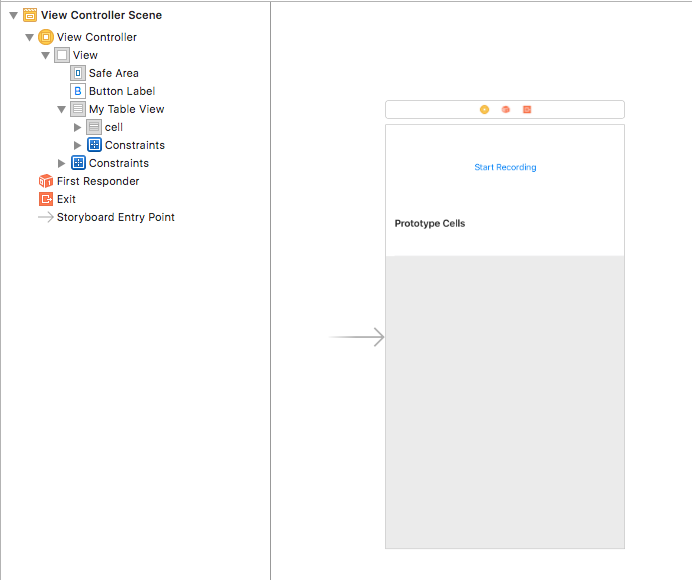 View Controller Scene
View Controller
View
Safe Area
B Button Label
My Table View
cell
Constraints
Constraints
First Responder
Exit
Storyboard Entry Point
Start Recording
Prototype Cells